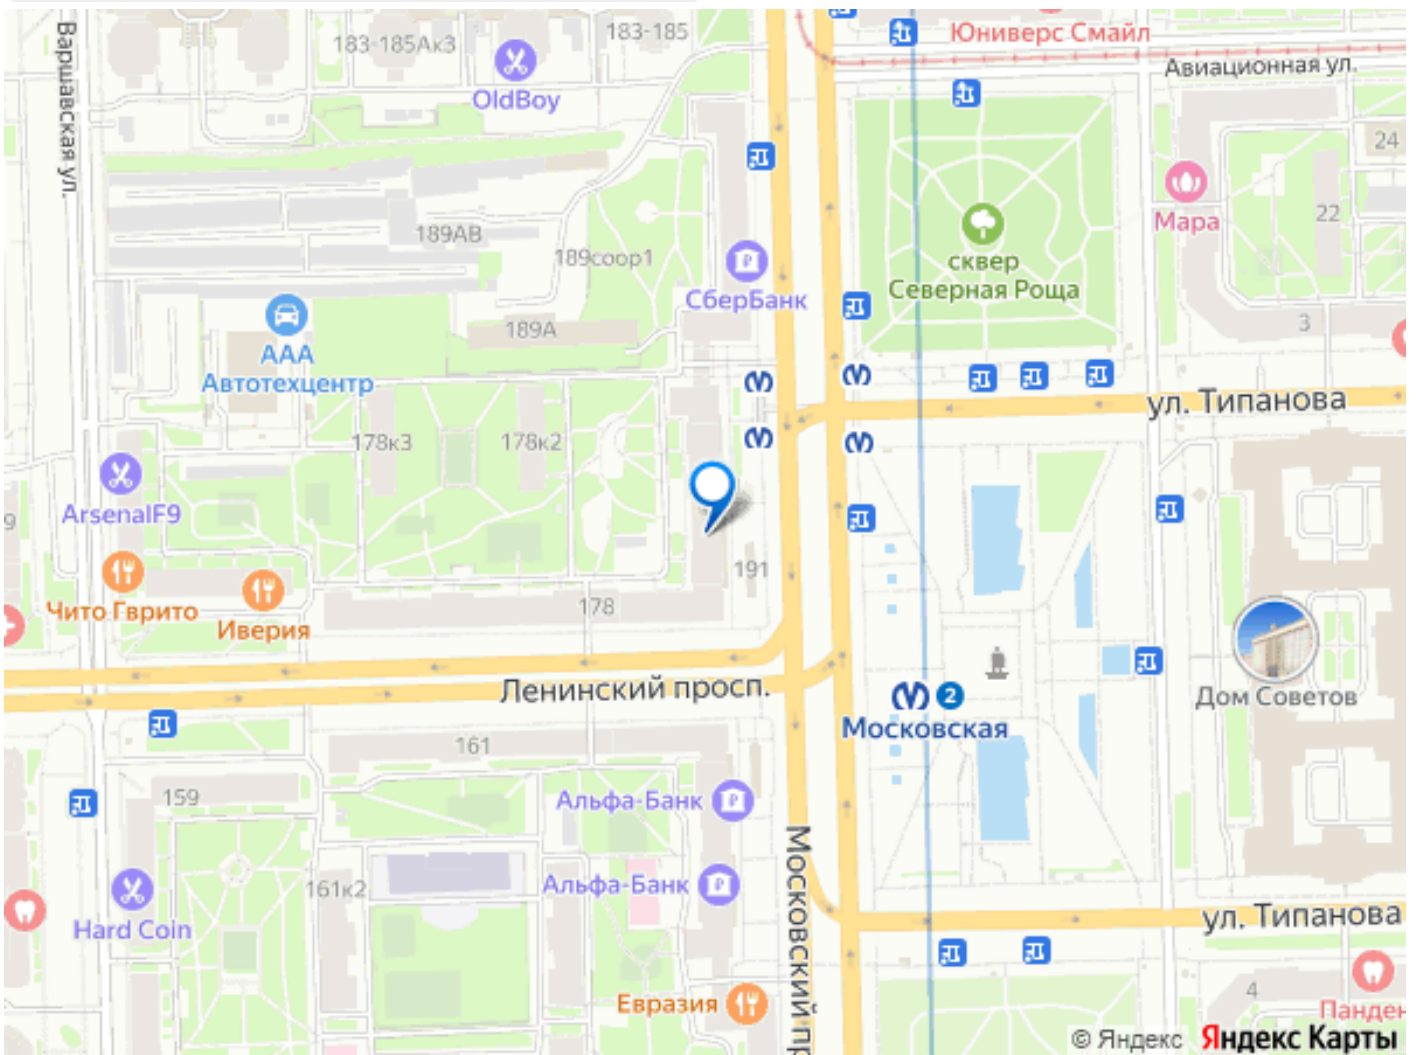 183-185Ак3
183-185
Юниверс Смайл
Варшавская ул.
OldBoy
Авиационная ул.
24
Мара
22
189АВ
189соор1
сквер
Северная Роща
СберБанк
189А
3
ААА
Автотехцентр
ул. Типанова
178к3
178к2
ArsenalF9
9
191
Чито Гврито
178
Иверия
Ленинский просп.
2
Московская
Дом Советов
161
159
Альфа-Банк
Московский пр
161к2
Альфа-Банк
Hard Coin
ул. Типанова
Евразия
4
Панден
© Яндекс Яндекс Карты